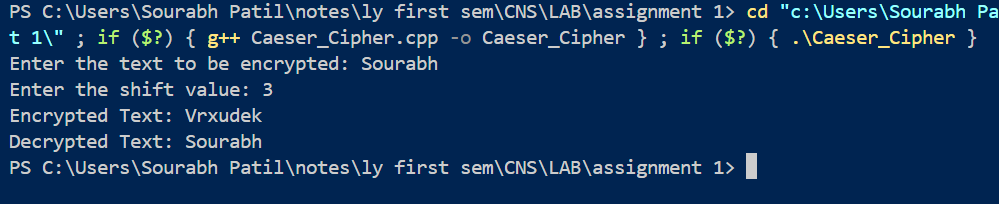 PS C:\Users\Sourabh Patil\notes\ly first sem\CNS\LAB\assignment 1> cd "c:\Users\Sourabh Pa
t 1\" ; if ($?) { g++ Caeser_Cipher.cpp -o Caeser_Cipher } ; if ($?) { .\Caeser_Cipher }
Enter the text to be encrypted: Sourabh
Enter the shift value: 3
Encrypted Text: Vrxudek
Decrypted Text: Sourabh
PS C:\Users\Sourabh Patil\notes\ly first sem\CNS\LAB\assignment 1>